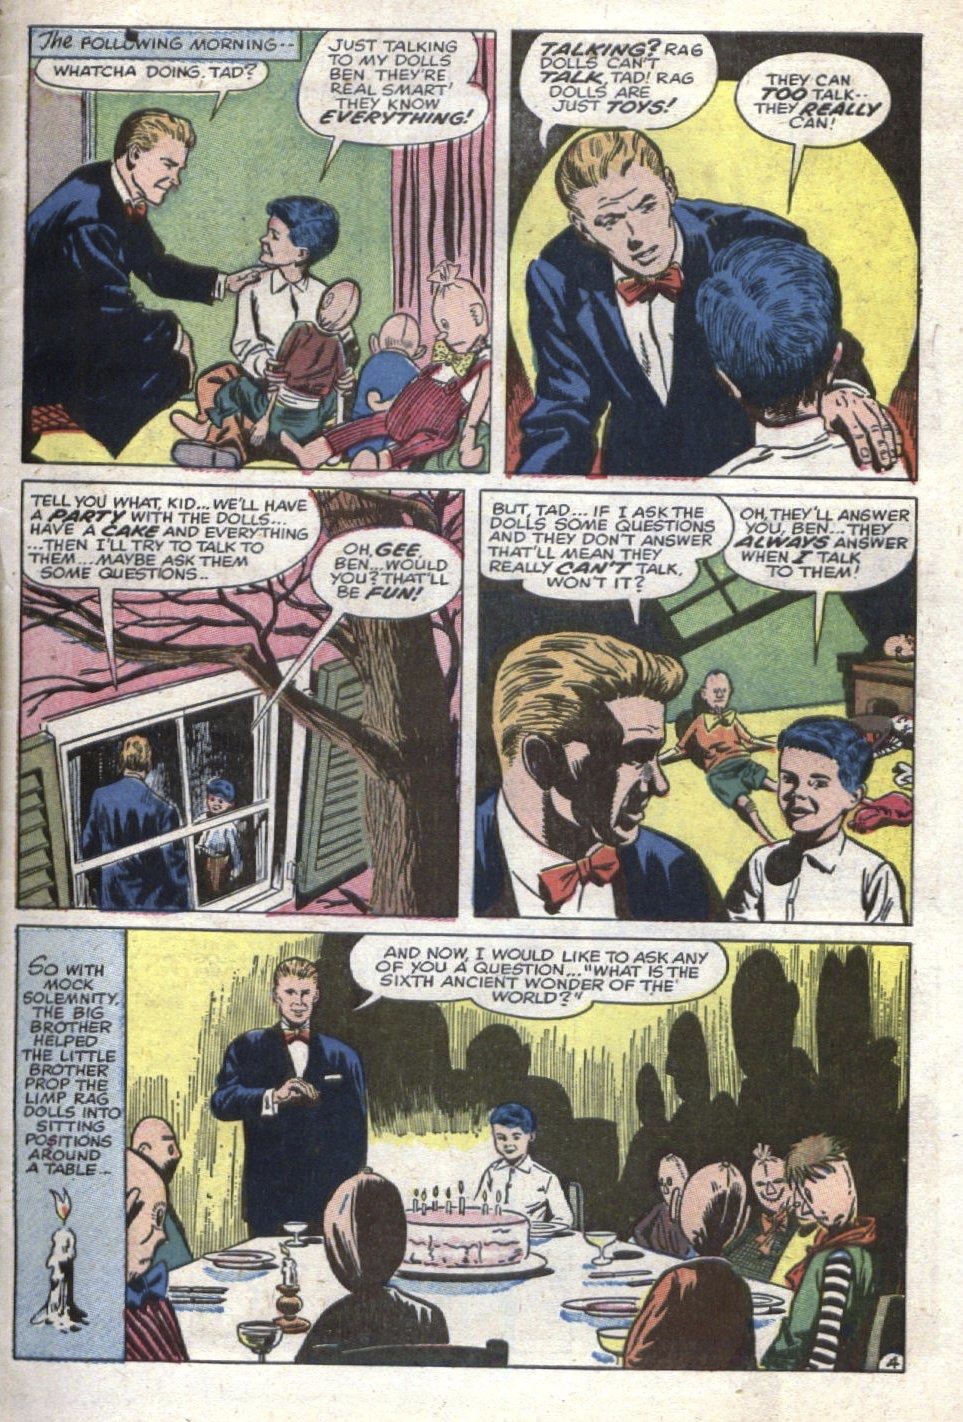 The FOLLOWING MORNING--
WHATCHA DOING, TAD?
JUST TALKING
TO MY DOLLS
BEN. THEY'RE,
REAL SMART!
THEY KNOW
EVERYTHING!
TALKING? RAG
DOLLS CAN'T
TALK, TAD! RAG
DOLLS ARE
JUST TOYS!
THEY CAN
TOO TALK--
THEY REALLY
CAN!
TELL YOU WHAT, KID... WE'LL HAVE
A PARTY WITH THE DOLLS...
HAVE A CAKE AND EVERYTHING
...THEN I'LL TRY TO TALK TO
THEM... MAYBE ASK THEM
SOME QUESTIONS..
OH, GEE,
BEN... WOULD
YOU? THAT'LL
BE FUN!
BUT, TAD... IF I ASK THE
DOLLS SOME QUESTIONS
AND THEY DON'T ANSWER
THAT'LL MEAN THEY
REALLY CAN'T TALK,
WON'T IT?
OH, THEY'LL ANSWER
YOU, BEN... THEY
ALWAYS ANSWER
WHEN I TALK
TO THEM!
SO WITH
MOCK
SOLEMNITY,
THE BIG
BROTHER
HELPED
THE LITTLE
BROTHER
PROP THE
LIMP RAG
DOLLS INTO
SITTING
POSITIONS
AROUND
A TABLE--
AND NOW, I WOULD LIKE TO ASK ANY
OF YOU A QUESTION... "WHAT IS THE
SIXTH ANCIENT WONDER OF THE
WORLD?"
4